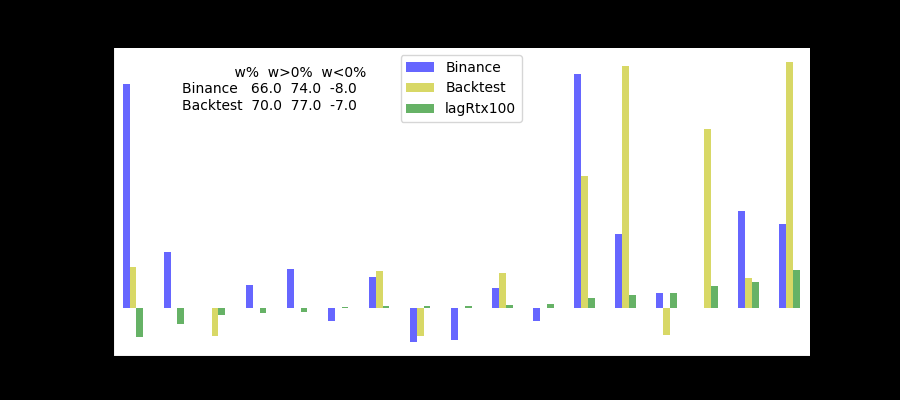 w%  w>0%  w<0%
Binance   66.0  74.0  -8.0
Backtest  70.0  77.0  -7.0
Binance
Backtest
lagRtx100